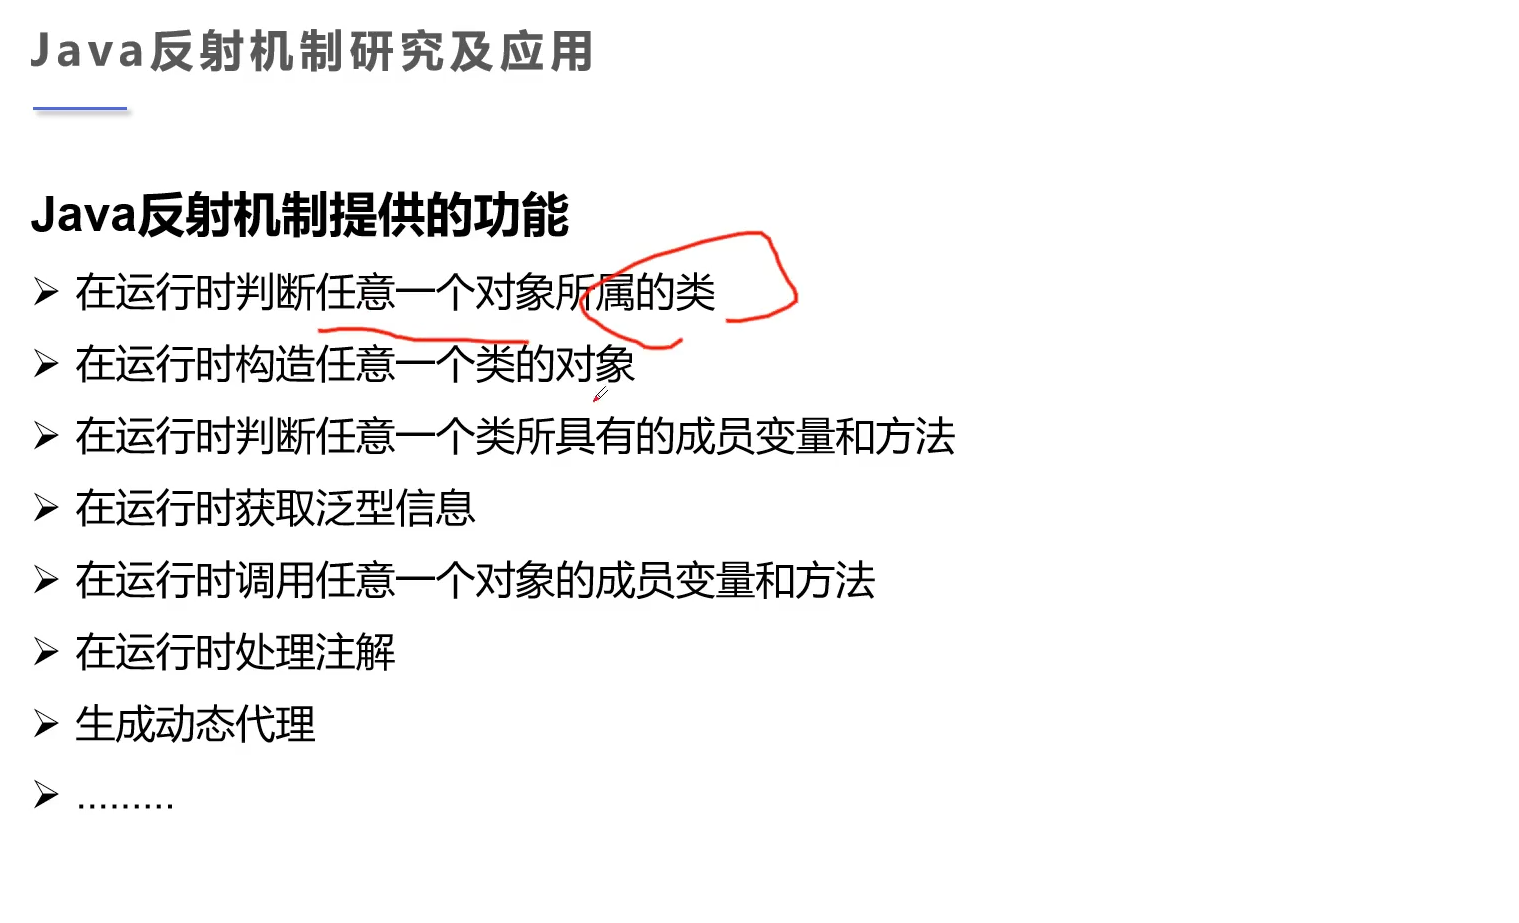 Java反射机制研究及应用
Java反射机制提供的功能
➢ 在运行时判断任意一个对象所属的类
➢ 在运行时构造任意一个类的对象
➢ 在运行时判断任意一个类所具有的成员变量和方法
➢ 在运行时获取泛型信息
➢ 在运行时调用任意一个对象的成员变量和方法
➢ 在运行时处理注解
➢ 生成动态代理
➢ .........